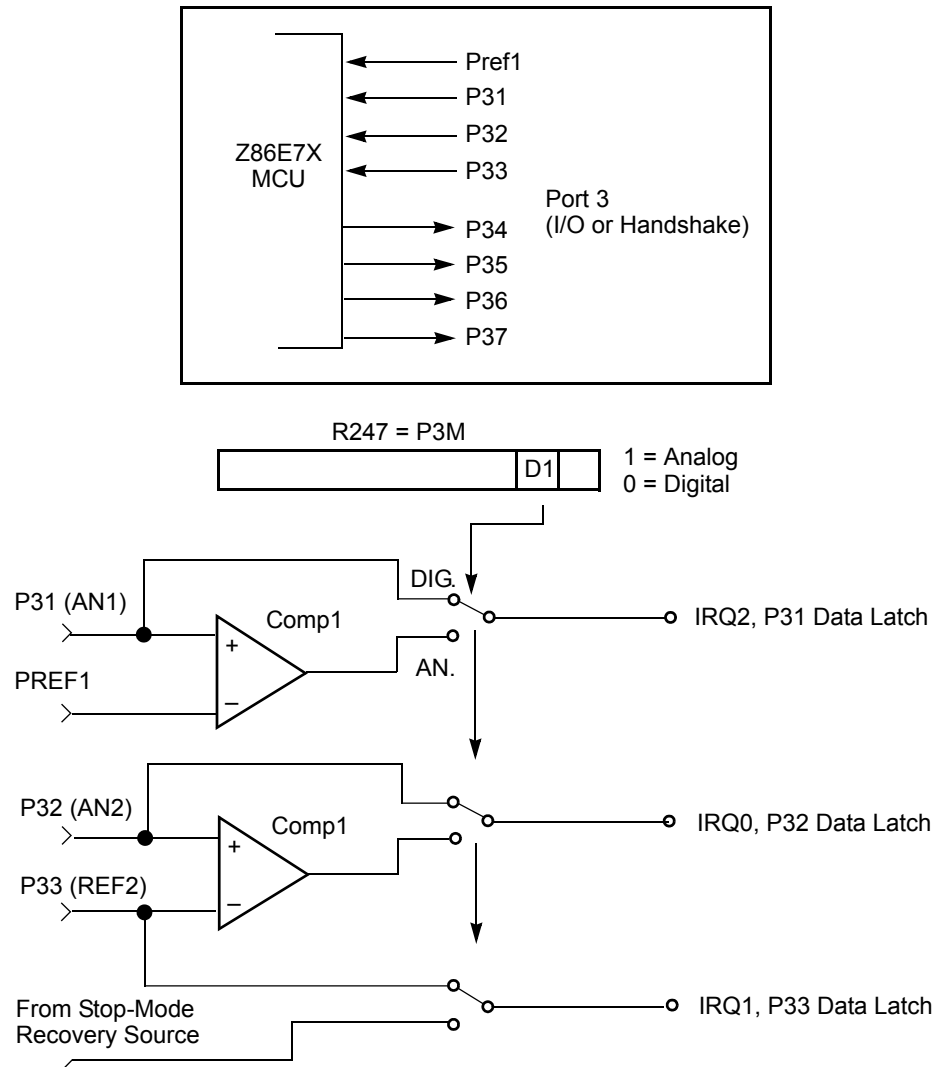 Pref1
P31
P32
P33
Z86E7X
MCU
Port 3
(I/O or Handshake)
P34
P35
P36
P37
R247 = P3M
D1
1 = Analog
0 = Digital
DIG.
P31 (AN1)
Comp1
+
IRQ2, P31 Data Latch
AN.
PREF1
–
P32 (AN2)
Comp1
+
IRQ0, P32 Data Latch
P33 (REF2)
–
From Stop-Mode
Recovery Source
IRQ1, P33 Data Latch